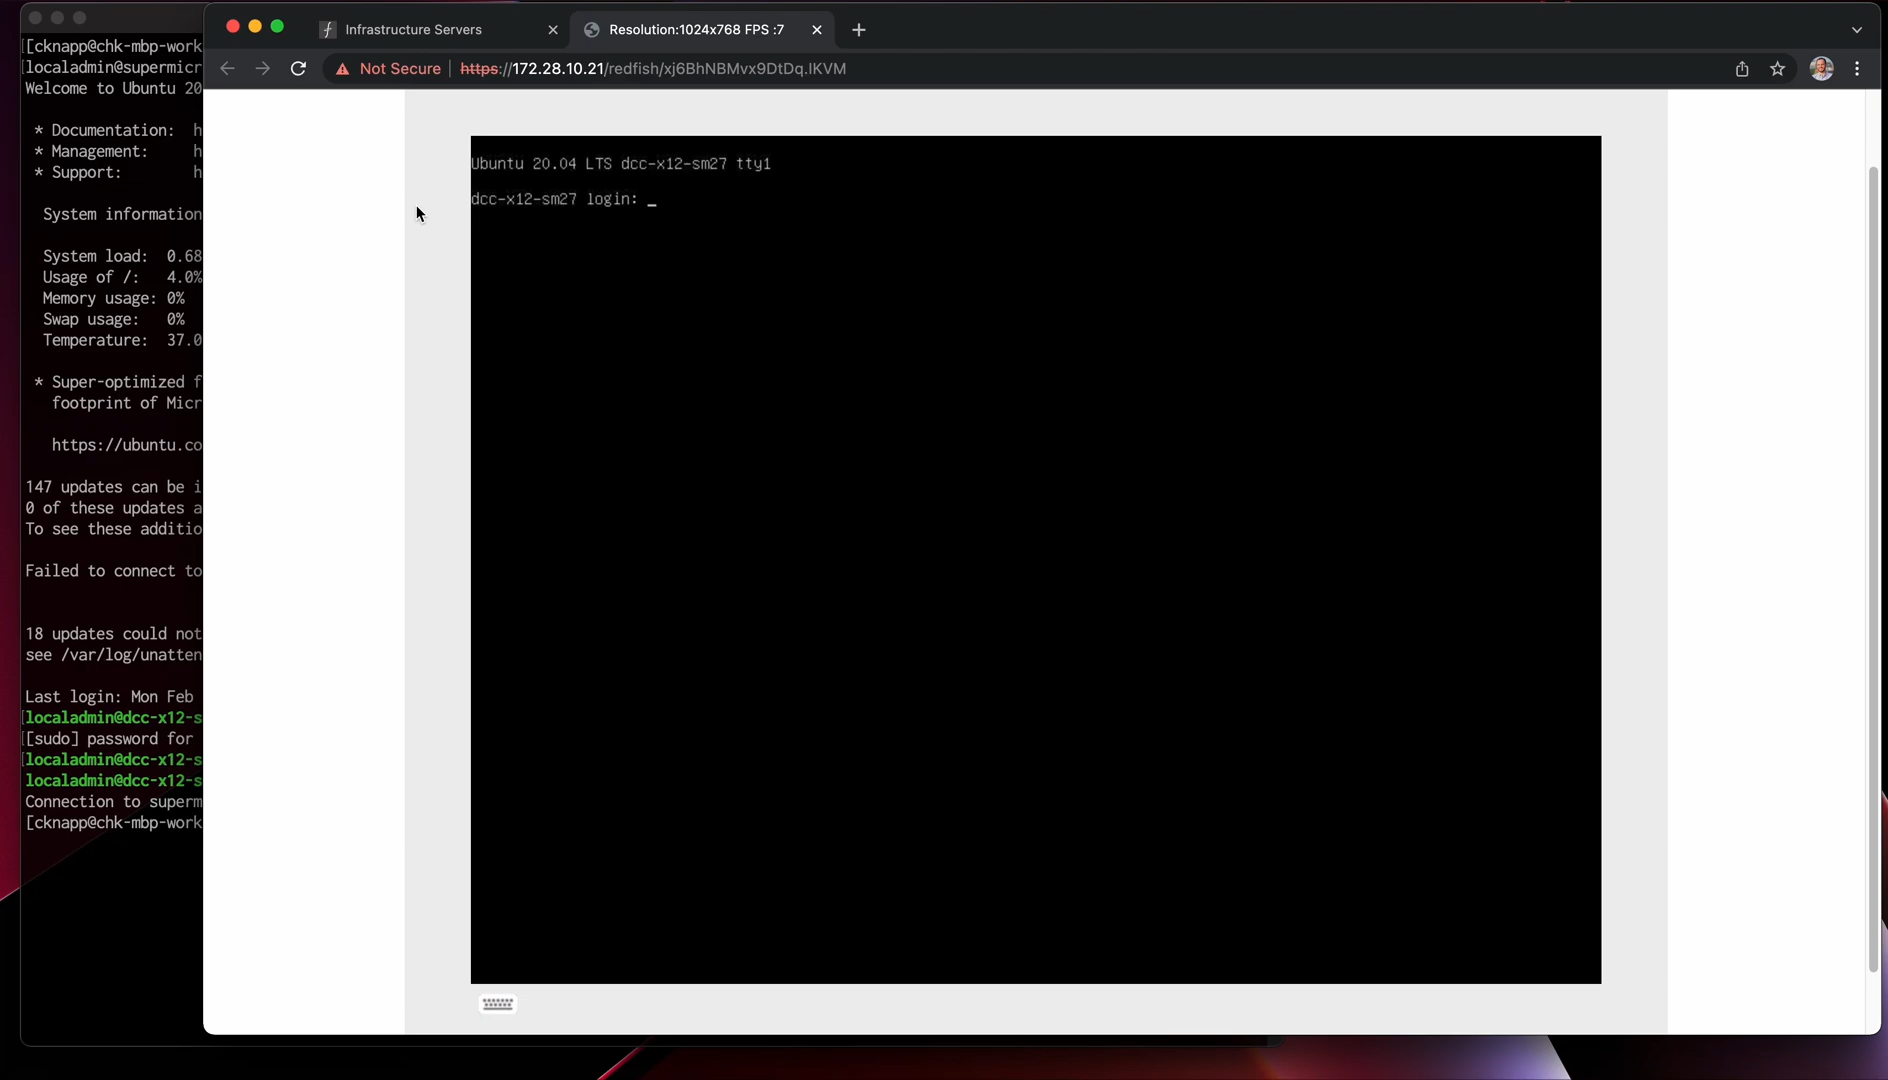 Infrastructure Servers
Resolution:1024x768 FPS :7
Not Secure
https://172.28.10.21/redfish/xj6BhNBMvx9DtDq.IKVM
[[cknapp@chk-mbp-work
[localadmin@supermicr
Welcome to Ubuntu 20
* Documentation: h
* Management: h
* Support: h
System information
System load: 0.68
Usage of /: 4.0%
Memory usage: 0%
Swap usage: 0%
Temperature: 37.0
* Super-optimized f
footprint of Micr
https://ubuntu.co
147 updates can be i
0 of these updates a
To see these additio
Failed to connect to
18 updates could not
see /var/log/unatten
Last login: Mon Feb
[localadmin@dcc-x12-s
[[sudo] password for
[localadmin@dcc-x12-s
localadmin@dcc-x12-s
Connection to superm
[cknapp@chk-mbp-work
Ubuntu 20.04 LTS dcc-x12-sm27 tty1
dcc-x12-sm27 login: _